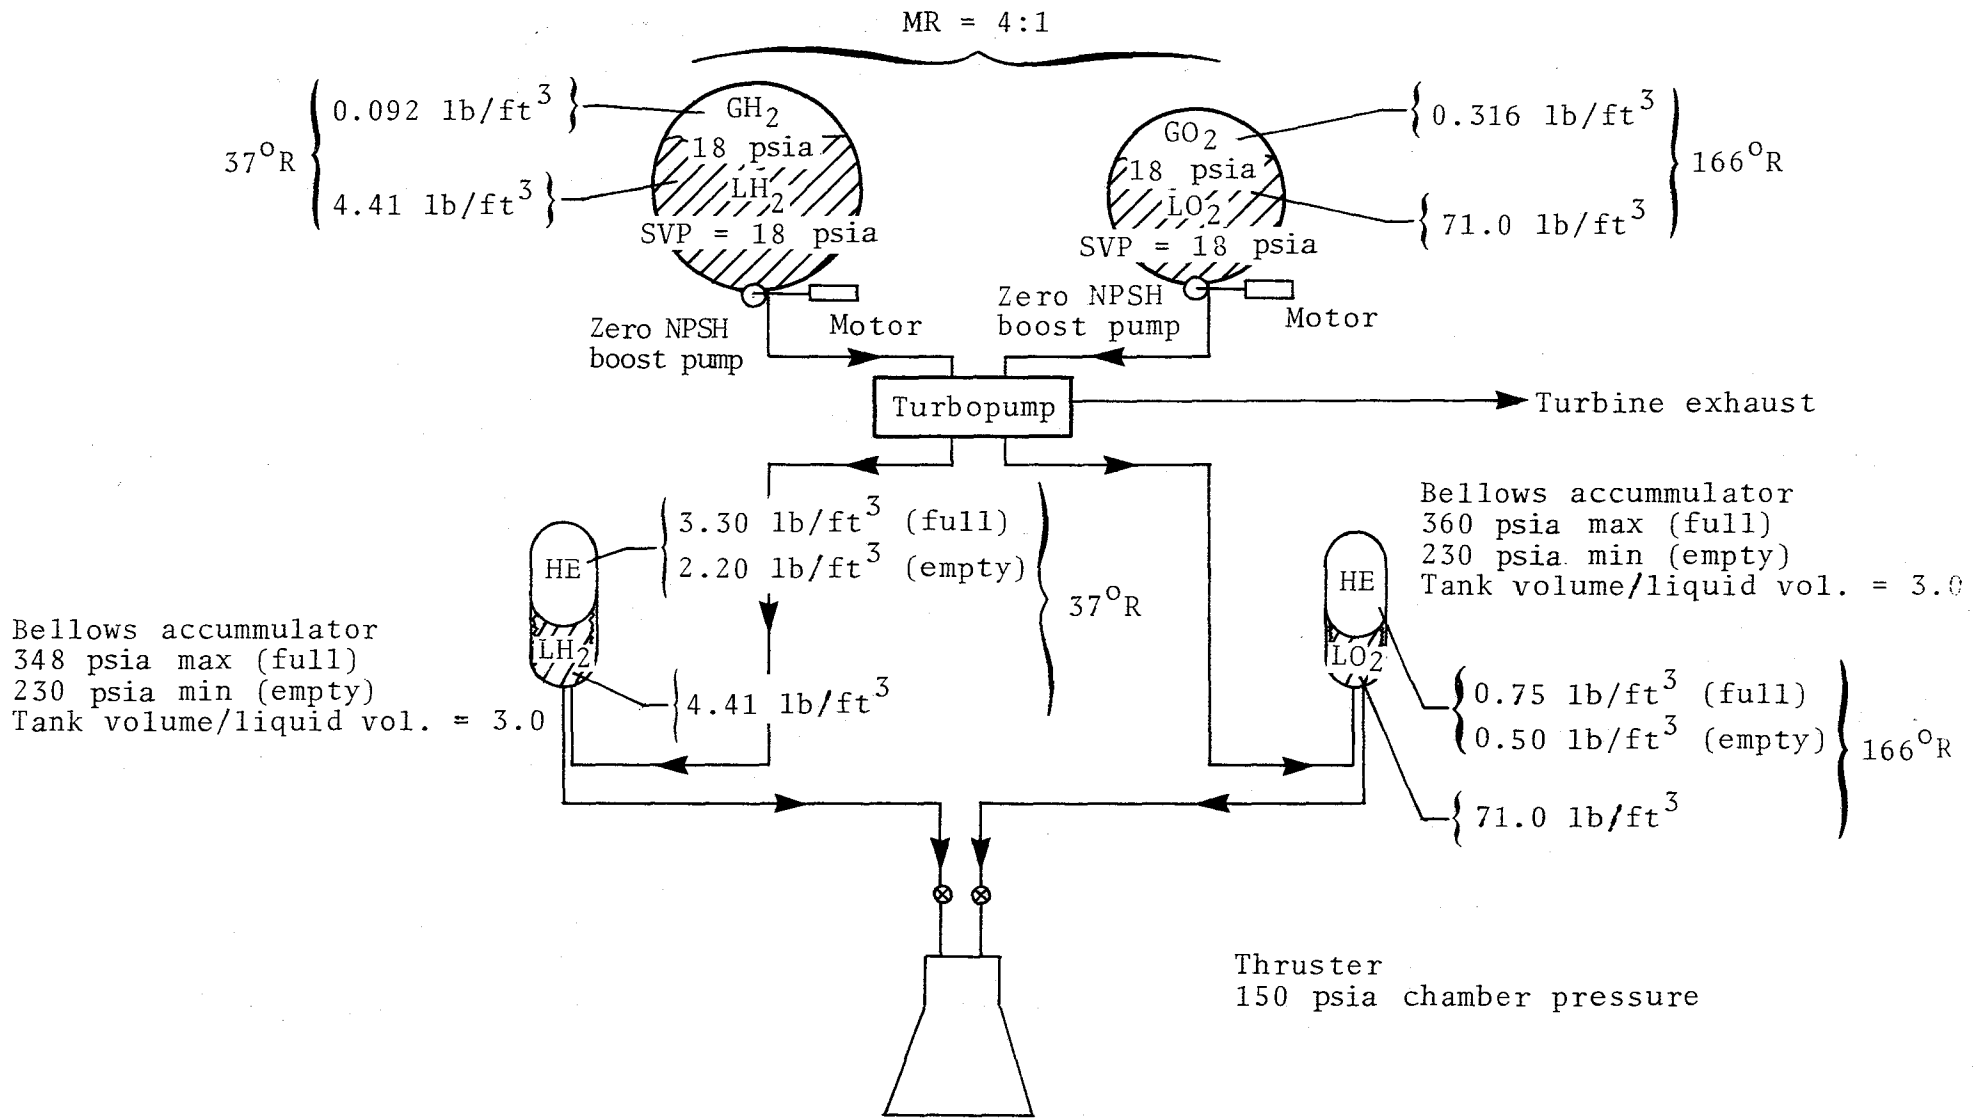 MR = 4:1
37°R
0.092 lb/ft³
4.41 lb/ft³
GH₂
18 psia
LH₂
SVP = 18 psia
GO₂
18 psia
LO₂
SVP = 18 psia
0.316 lb/ft³
71.0 lb/ft³
166°R
Zero NPSH
boost pump
Motor
Zero NPSH
boost pump
Motor
Turbopump
Turbine exhaust
HE
LH₂
3.30 lb/ft³ (full)
2.20 lb/ft³ (empty)
4.41 lb/ft³
37°R
Bellows accummulator
348 psia max (full)
230 psia min (empty)
Tank volume/liquid vol. = 3.0
Bellows accummulator
360 psia max (full)
230 psia min (empty)
Tank volume/liquid vol. = 3.0
HE
LO₂
0.75 lb/ft³ (full)
0.50 lb/ft³ (empty)
71.0 lb/ft³
166°R
Thruster
150 psia chamber pressure